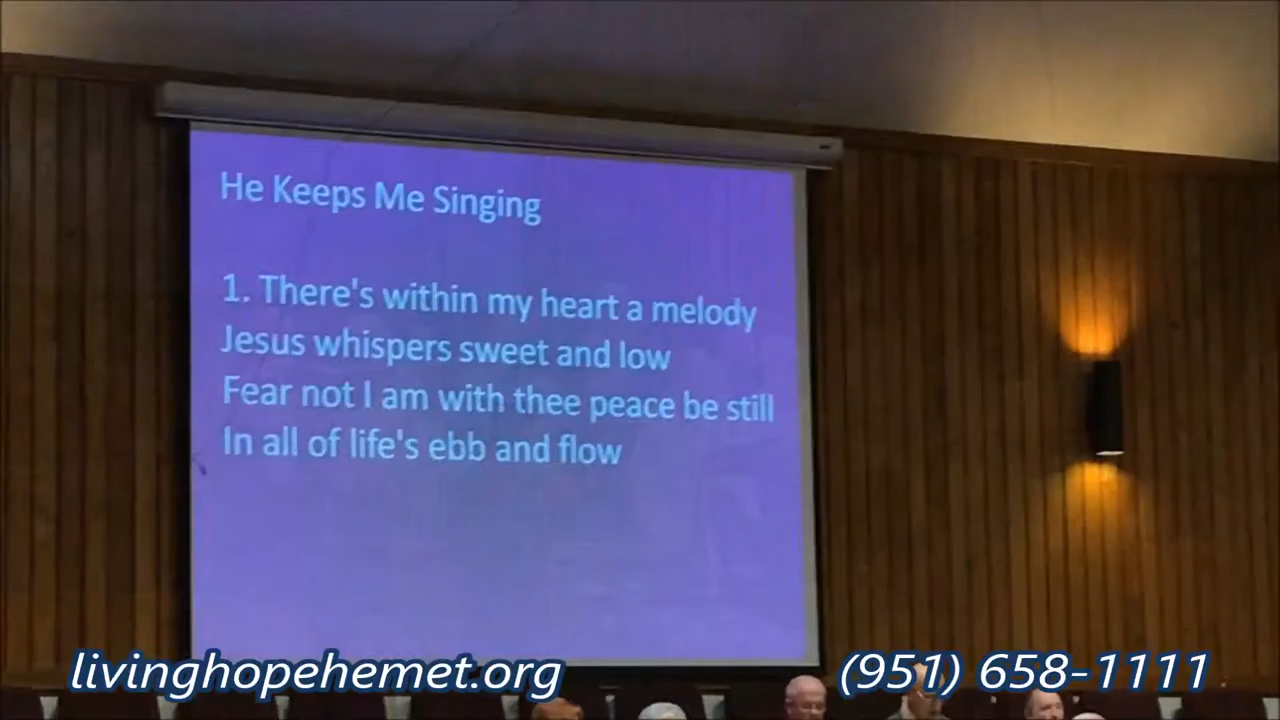 He Keeps Me Singing
1. There's within my heart a melody
Jesus whispers sweet and low
Fear not I am with thee peace be still
In all of life's ebb and flow
livinghopehemet.org
(951) 658-1111